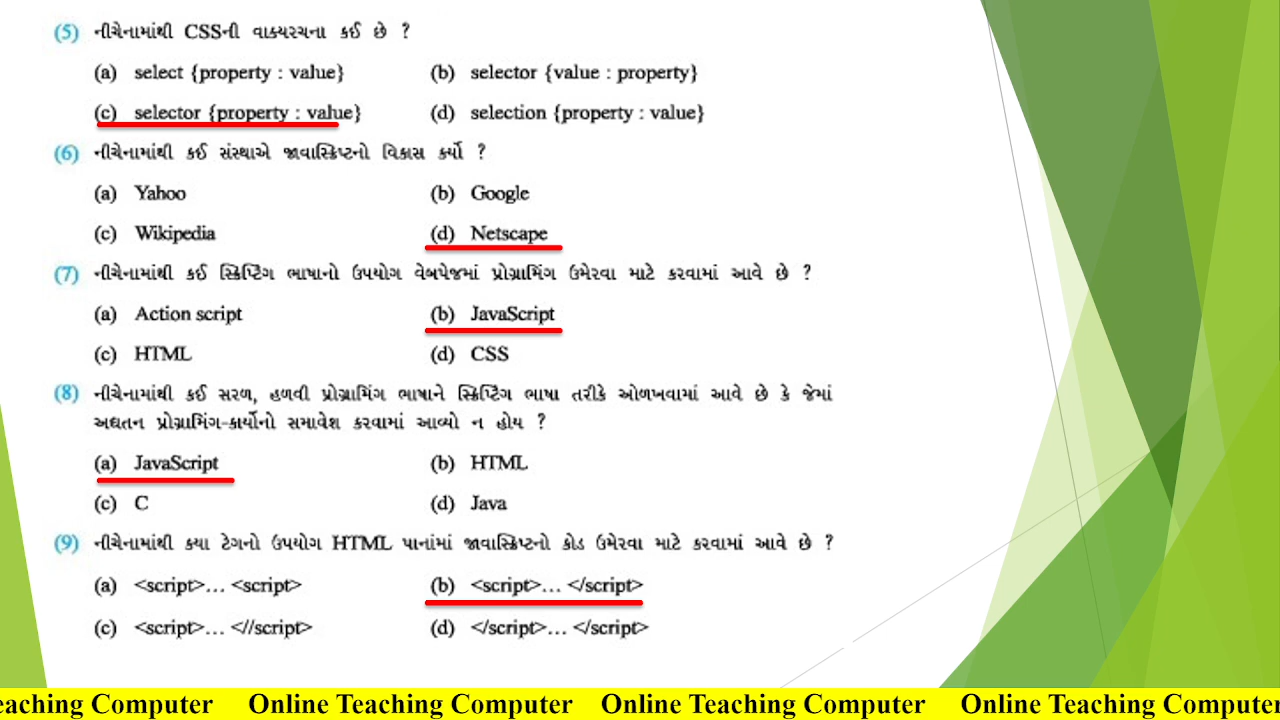 (5) નીચેનામાંથી CSSની વાક્યરચના કઈ છે ?
(a) select {property : value} (b) selector {value : property}
(c) selector {property : value} (d) selection {property : value}
(6) નીચેનામાંથી કઈ સંસ્થાએ જાવાસ્ક્રિપ્ટનો વિકાસ કર્યો ?
(a) Yahoo (b) Google
(c) Wikipedia (d) Netscape
(7) નીચેનામાંથી કઈ સ્ક્રિપ્ટિંગ ભાષાનો ઉપયોગ વેબપેજમાં પ્રોગ્રામિંગ ઉમેરવા માટે કરવામાં આવે છે ?
(a) Action script (b) JavaScript
(c) HTML (d) CSS
(8) નીચેનામાંથી કઈ સરળ, હળવી પ્રોગ્રામિંગ ભાષાને સ્ક્રિપ્ટિંગ ભાષા તરીકે ઓળખવામાં આવે છે કે જેમાં
અદ્યતન પ્રોગ્રામિંગ-કાર્યોનો સમાવેશ કરવામાં આવ્યો ન હોય ?
(a) JavaScript (b) HTML
(c) C (d) Java
(9) નીચેનામાંથી ક્યા ટેગનો ઉપયોગ HTML પાનાંમાં જાવાસ્ક્રિપ્ટનો કોડ ઉમેરવા માટે કરવામાં આવે છે ?
(a) <script>... <script> (b) <script>... </script>
(c) <script>... <//script> (d) </script>... </script>
eaching Computer Online Teaching Computer Online Teaching Computer Online Teaching Computer